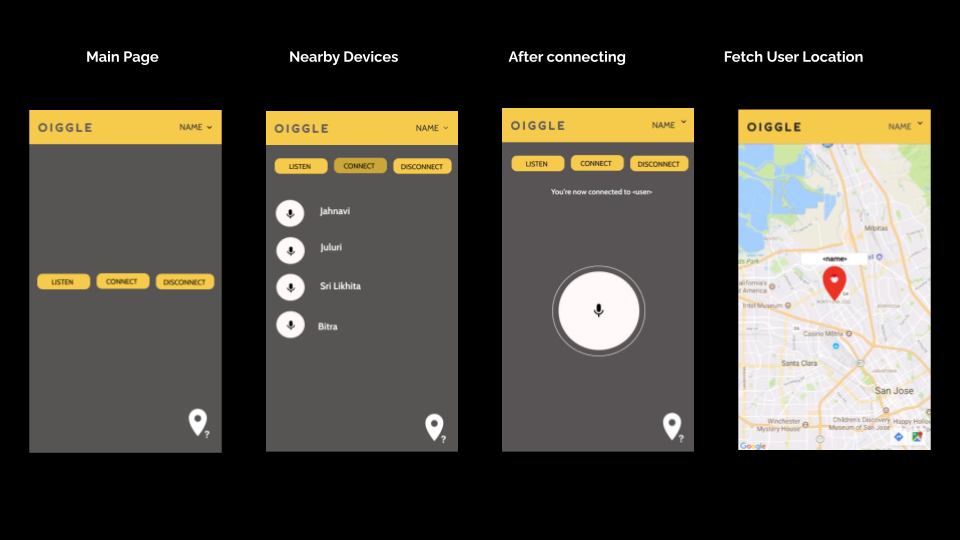 Main Page
Nearby Devices
After connecting
Fetch User Location
OIGGLE
NAME
LISTEN
CONNECT
DISCONNECT
?
OIGGLE
NAME
LISTEN
CONNECT
DISCONNECT
Jahnavi
Juluri
Sri Likhita
Bitra
?
OIGGLE
NAME
LISTEN
CONNECT
DISCONNECT
You're now connected to <user>
?
OIGGLE
NAME
Milpitas
<name>
alifornia's
t America
Intel Museum
Casino
Santa Clara
San Jose
Winchester
Mystery House
Children's Discovery
Museum of San Jose
Happy Hollow
Google